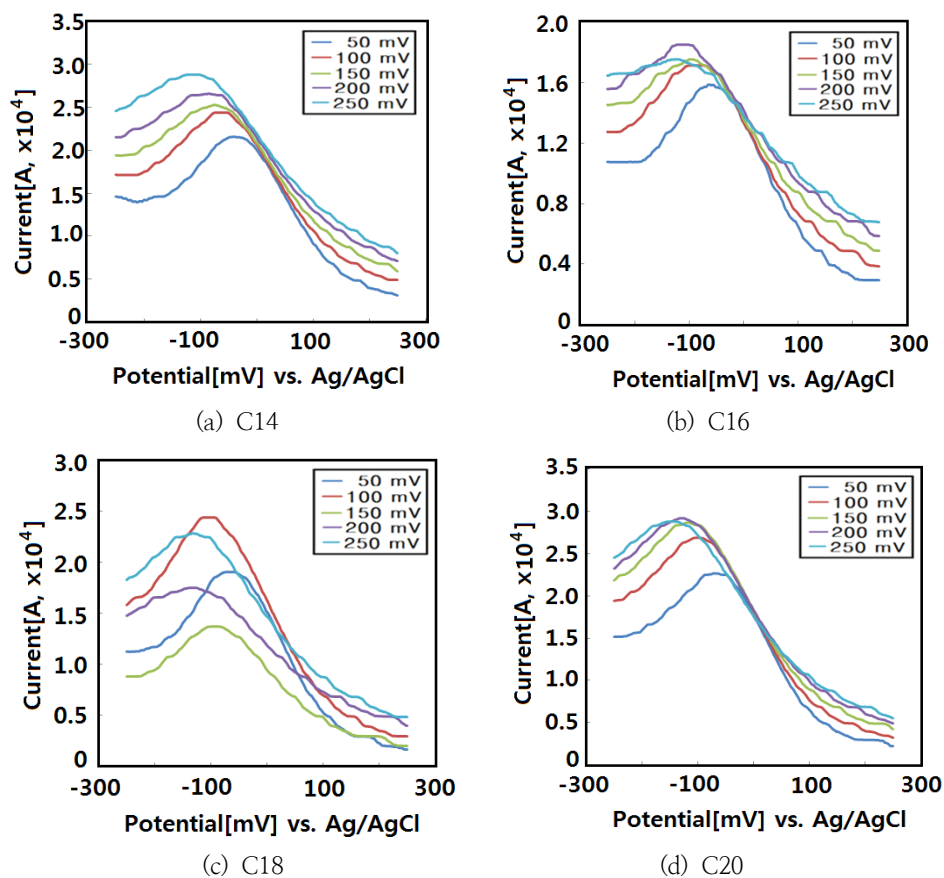 3.5
3.0
2.5
2.0
1.5
1.0
0.5
0
-300 -100 100 300
Current[A, x10⁴]
Potential[mV] vs. Ag/AgCl
50 mV
100 mV
150 mV
200 mV
250 mV
(a) C14
2.0
1.6
1.2
0.8
0.4
0
-300 -100 100 300
Current[A, x10⁴]
Potential[mV] vs. Ag/AgCl
50 mV
100 mV
150 mV
200 mV
250 mV
(b) C16
3.0
2.5
2.0
1.5
1.0
0.5
0
-300 -100 100 300
Current[A, x10⁴]
Potential[mV] vs. Ag/AgCl
50 mV
100 mV
150 mV
200 mV
250 mV
(c) C18
3.5
3.0
2.5
2.0
1.5
1.0
0.5
0
-300 -100 100 300
Current[A, x10⁴]
Potential[mV] vs. Ag/AgCl
50 mV
100 mV
150 mV
200 mV
250 mV
(d) C20